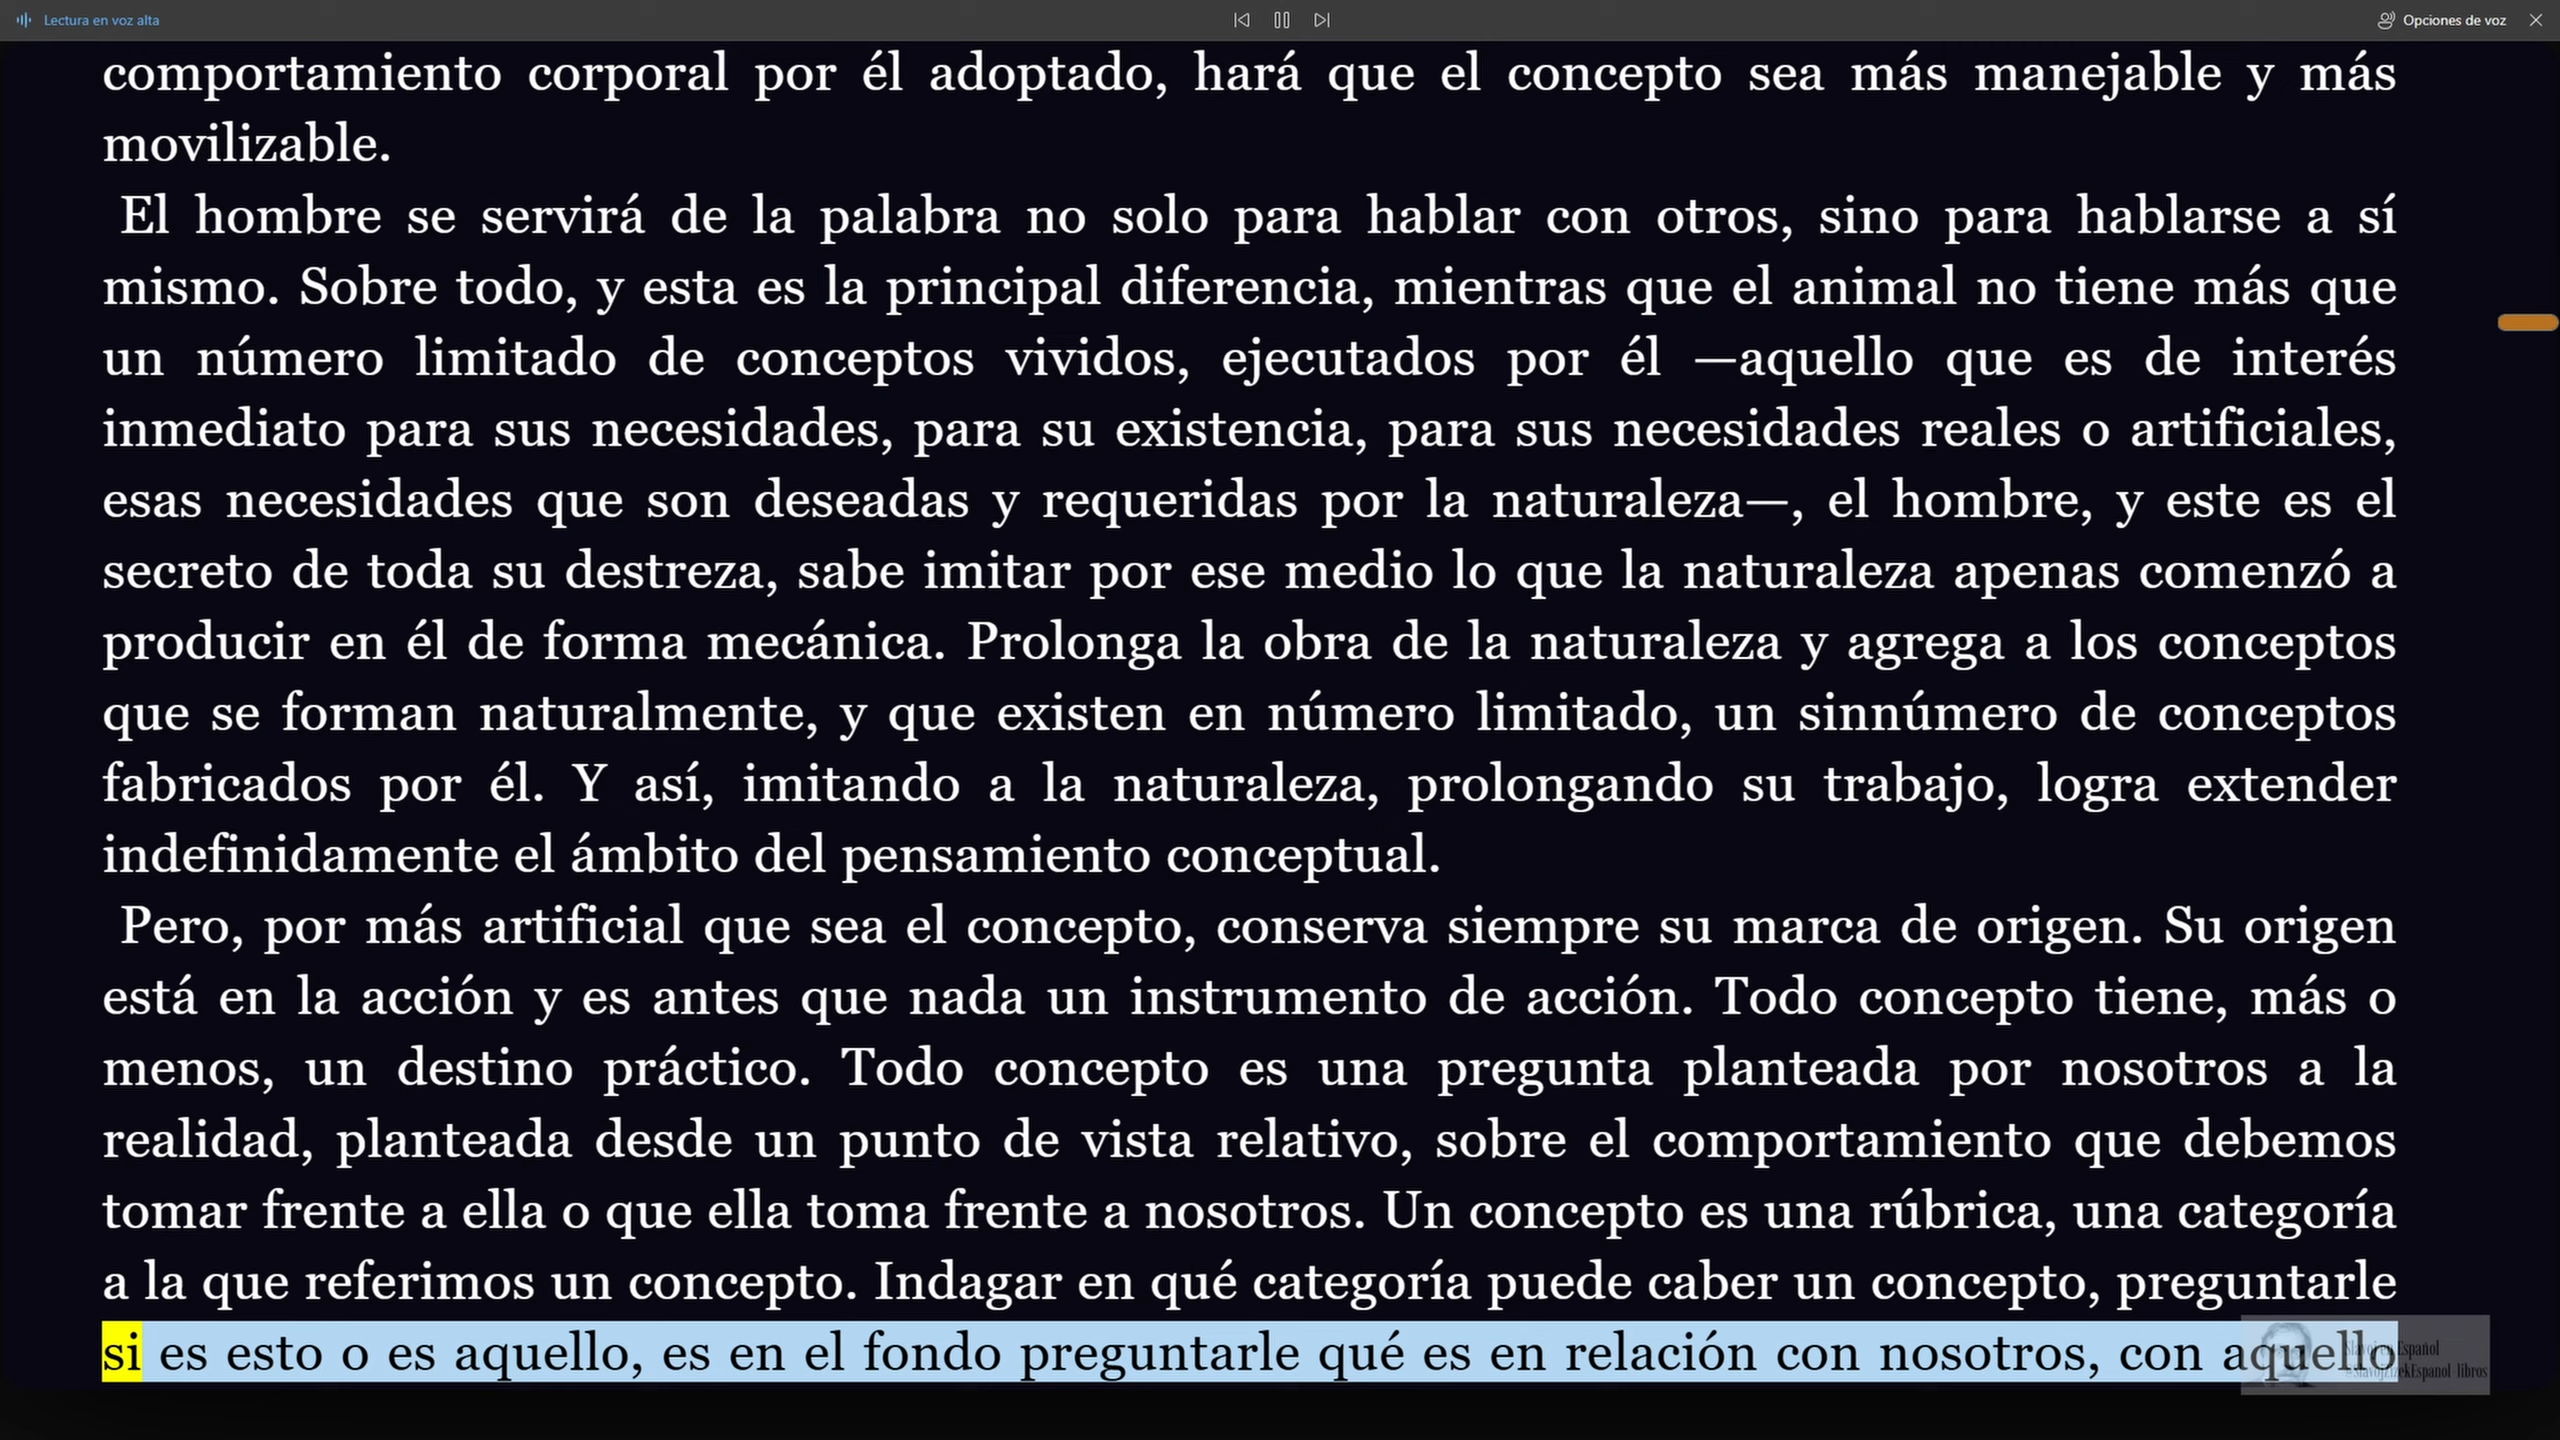 Lectura en voz alta
Opciones de voz
comportamiento corporal por él adoptado, hará que el concepto sea más manejable y más
movilizable.
El hombre se servirá de la palabra no solo para hablar con otros, sino para hablarse a sí
mismo. Sobre todo, y esta es la principal diferencia, mientras que el animal no tiene más que
un número limitado de conceptos vividos, ejecutados por él —aquello que es de interés
inmediato para sus necesidades, para su existencia, para sus necesidades reales o artificiales,
esas necesidades que son deseadas y requeridas por la naturaleza—, el hombre, y este es el
secreto de toda su destreza, sabe imitar por ese medio lo que la naturaleza apenas comenzó a
producir en él de forma mecánica. Prolonga la obra de la naturaleza y agrega a los conceptos
que se forman naturalmente, y que existen en número limitado, un sinnúmero de conceptos
fabricados por él. Y así, imitando a la naturaleza, prolongando su trabajo, logra extender
indefinidamente el ámbito del pensamiento conceptual.
Pero, por más artificial que sea el concepto, conserva siempre su marca de origen. Su origen
está en la acción y es antes que nada un instrumento de acción. Todo concepto tiene, más o
menos, un destino práctico. Todo concepto es una pregunta planteada por nosotros a la
realidad, planteada desde un punto de vista relativo, sobre el comportamiento que debemos
tomar frente a ella o que ella toma frente a nosotros. Un concepto es una rúbrica, una categoría
a la que referimos un concepto. Indagar en qué categoría puede caber un concepto, preguntarle
si es esto o es aquello, es en el fondo preguntarle qué es en relación con nosotros, con aquello
Español
libros